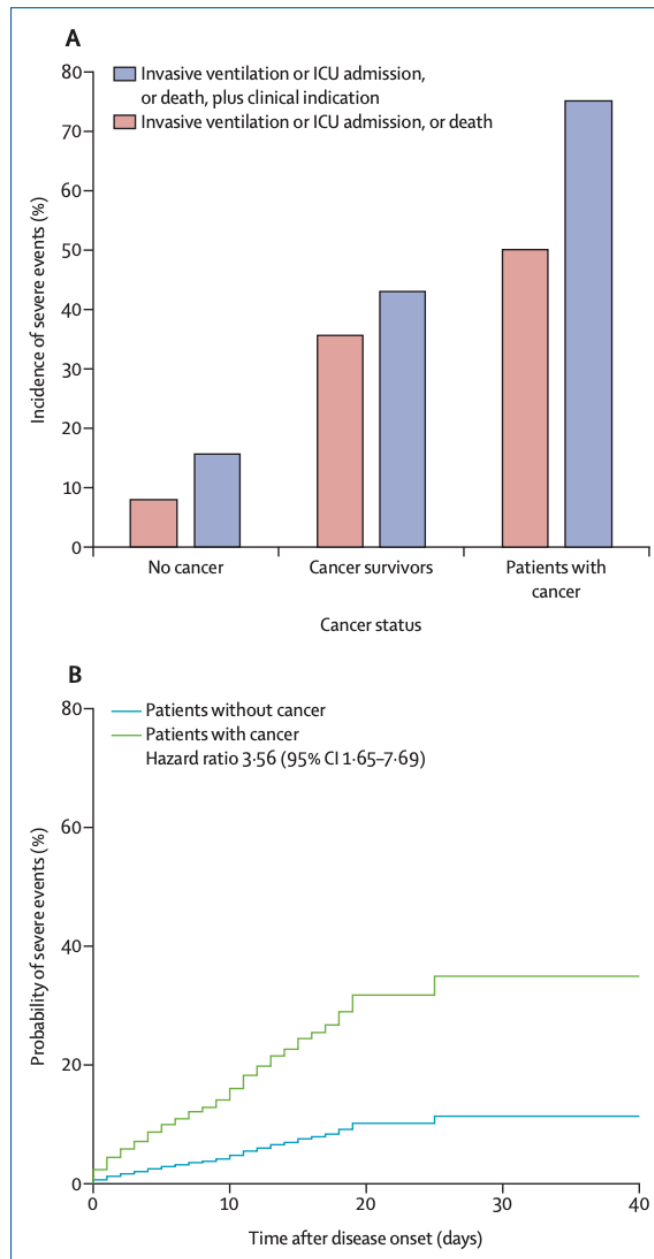 A
80
70
60
50
40
30
20
10
0
Incidence of severe events (%)
Invasive ventilation or ICU admission,
or death, plus clinical indication
Invasive ventilation or ICU admission, or death
No cancer
Cancer survivors
Patients with
cancer
Cancer status
B
80
60
40
20
0
Probability of severe events (%)
Patients without cancer
Patients with cancer
Hazard ratio 3·56 (95% CI 1·65–7·69)
0
10
20
30
40
Time after disease onset (days)